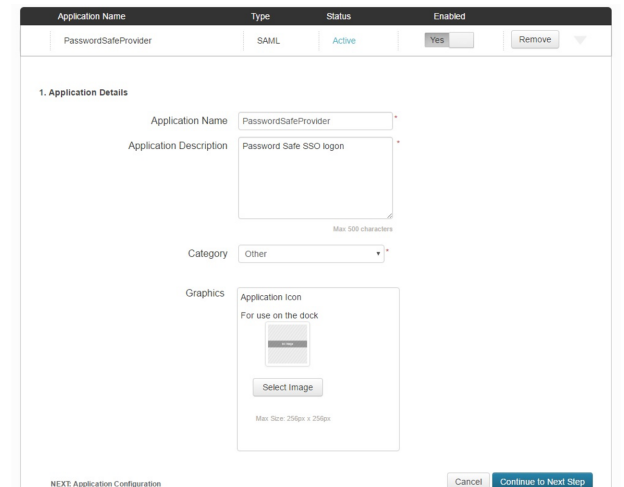 Application Name Type Status Enabled
PasswordSafeProvider SAML Active Yes Remove
1. Application Details
Application Name PasswordSafeProvider *
Application Description Password Safe SSO logon *
Max 500 characters
Category Other *
Graphics Application Icon
For use on the dock
Select Image
Max Size: 256px x 256px
NEXT: Application Configuration Cancel Continue to Next Step